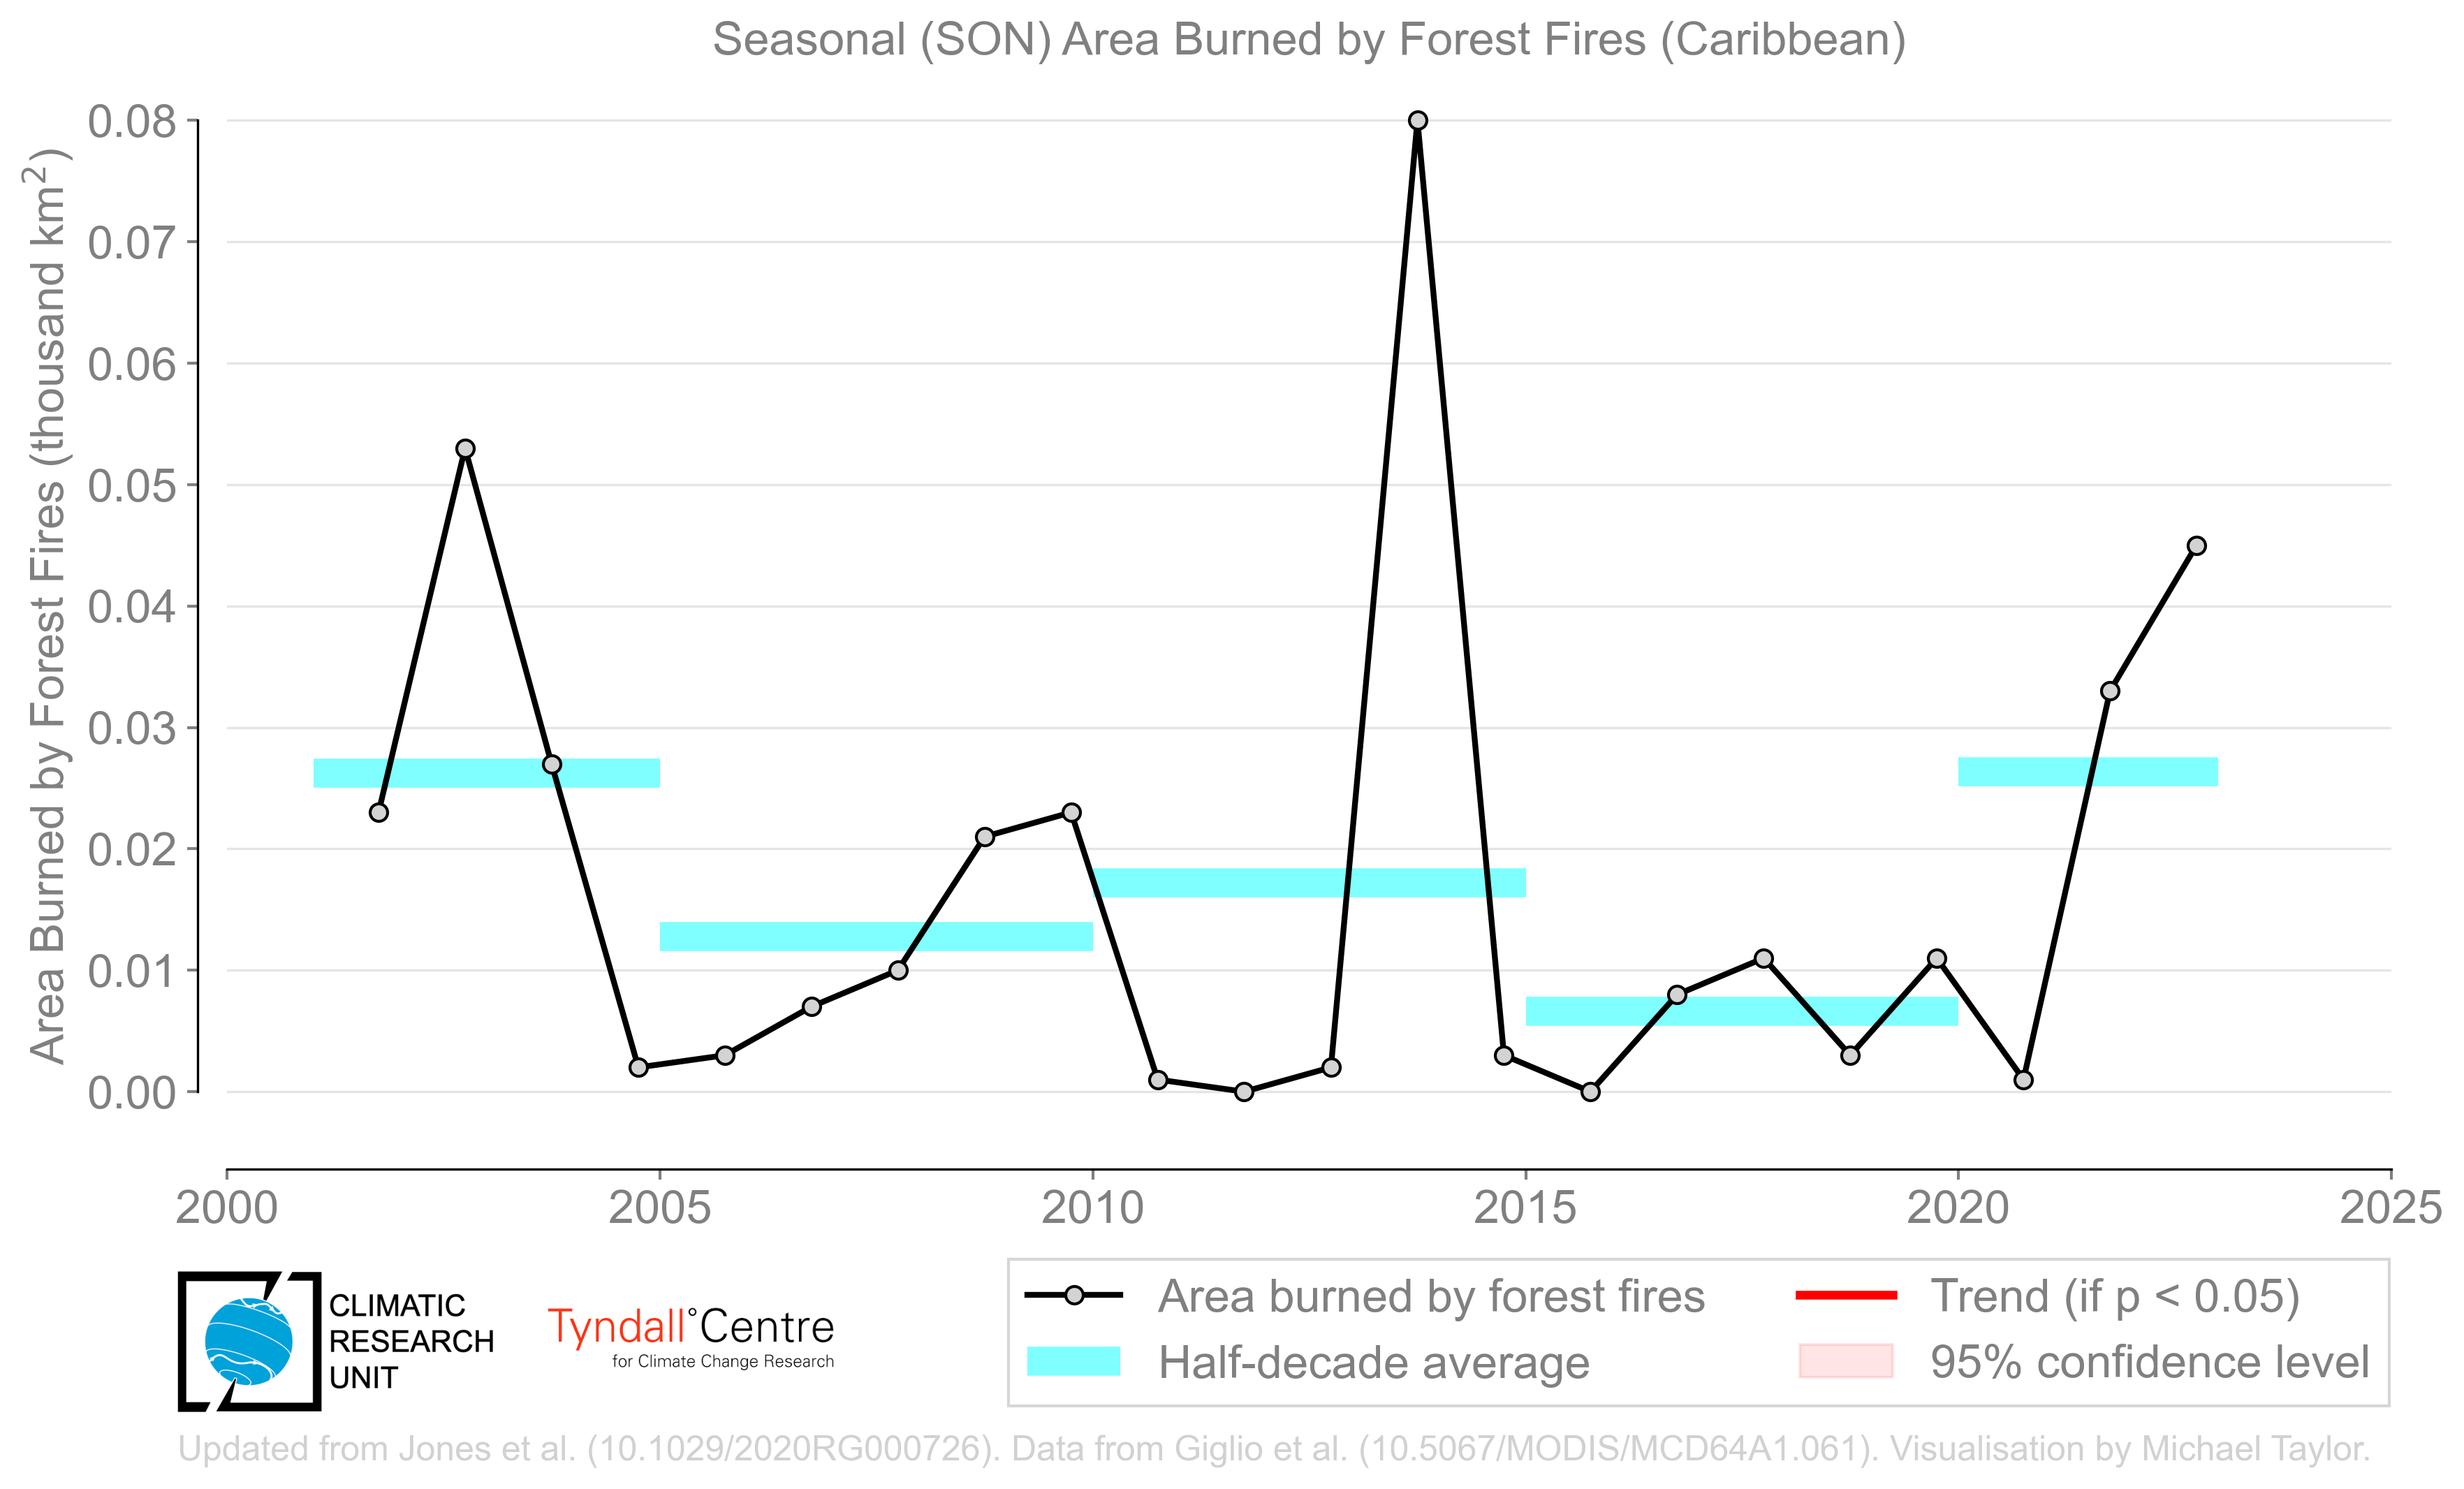 Seasonal (SON) Area Burned by Forest Fires (Caribbean)
Area Burned by Forest Fires (thousand km²)
0.08
0.07
0.06
0.05
0.04
0.03
0.02
0.01
0.00
2000 2005 2010 2015 2020 2025
Area burned by forest fires
Trend (if p < 0.05)
Half-decade average
95% confidence level
CLIMATIC
RESEARCH
UNIT
Tyndall°Centre
for Climate Change Research
Updated from Jones et al. (10.1029/2020RG000726). Data from Giglio et al. (10.5067/MODIS/MCD64A1.061). Visualisation by Michael Taylor.